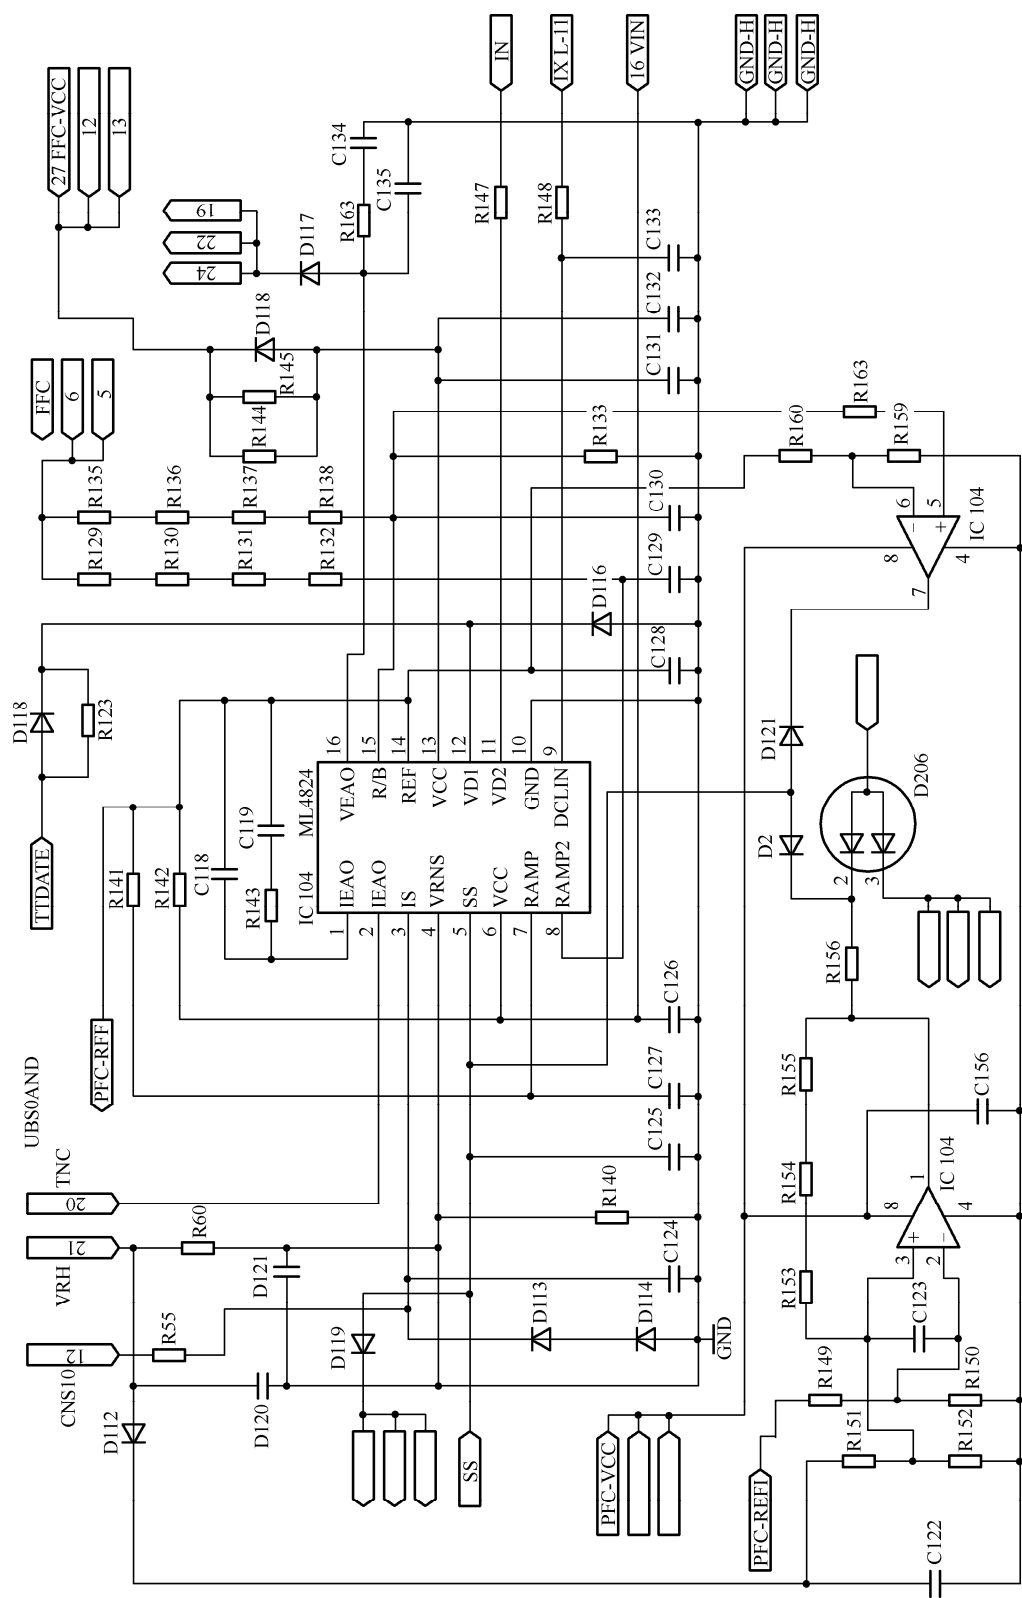 27 FFC-VCC
12
13
19
22
24
IN
IX L-11
16 VIN
GND-H
GND-H
GND-H
C134
C135
R163
D117
R147
R148
C133
C132
C131
D118
R145
R144
FFC
6
5
R135
R136
R137
R138
R129
R130
R131
R132
R133
C130
C129
D116
C128
R163
R160
R159
6
5
−
+
8
4
7
IC 104
D118
R123
TTDATE
R141
R142
C118
C119
R143
IC 104
ML4824
16
15
14
13
12
11
10
9
VEAO
R/B
REF
VCC
VD1
VD2
GND
DCLIN
IEAO
IEAO
IS
VRNS
SS
VCC
RAMP
RAMP2
1
2
3
4
5
6
7
8
D121
D2
D206
2
3
R156
PFC-RFF
UBS0AND
C126
C127
C125
R155
R154
R153
C156
IC 104
1
8
4
+
−
3
2
TNC
20
R60
R140
21
VRH
D121
C124
D113
D114
GND
C123
12
CNS10
R55
D119
D120
D112
SS
PFC-VCC
R149
R150
R151
R152
PFC-REFI
C122